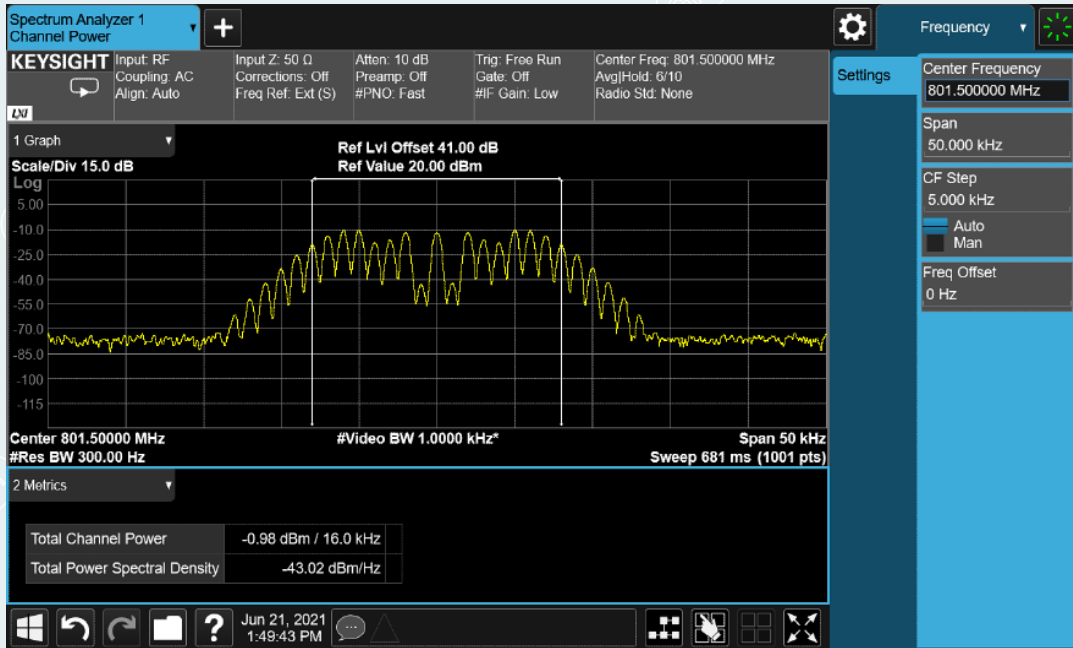 Spectrum Analyzer 1
Channel Power
Frequency
KEYSIGHT
LXI
Input: RF
Coupling: AC
Align: Auto
Input Z: 50 Ω
Corrections: Off
Freq Ref: Ext (S)
Atten: 10 dB
Preamp: Off
#PNO: Fast
Trig: Free Run
Gate: Off
#IF Gain: Low
Center Freq: 801.500000 MHz
Avg|Hold: 6/10
Radio Std: None
Settings
Center Frequency
801.500000 MHz
Span
50.000 kHz
CF Step
5.000 kHz
Auto
Man
Freq Offset
0 Hz
1 Graph
Scale/Div 15.0 dB
Ref Lvl Offset 41.00 dB
Ref Value 20.00 dBm
Log
5.00
-10.0
-25.0
-40.0
-55.0
-70.0
-85.0
-100
-115
Center 801.50000 MHz
#Video BW 1.0000 kHz*
Span 50 kHz
#Res BW 300.00 Hz
Sweep 681 ms (1001 pts)
2 Metrics
Total Channel Power -0.98 dBm / 16.0 kHz
Total Power Spectral Density -43.02 dBm/Hz
?
Jun 21, 2021
1:49:43 PM